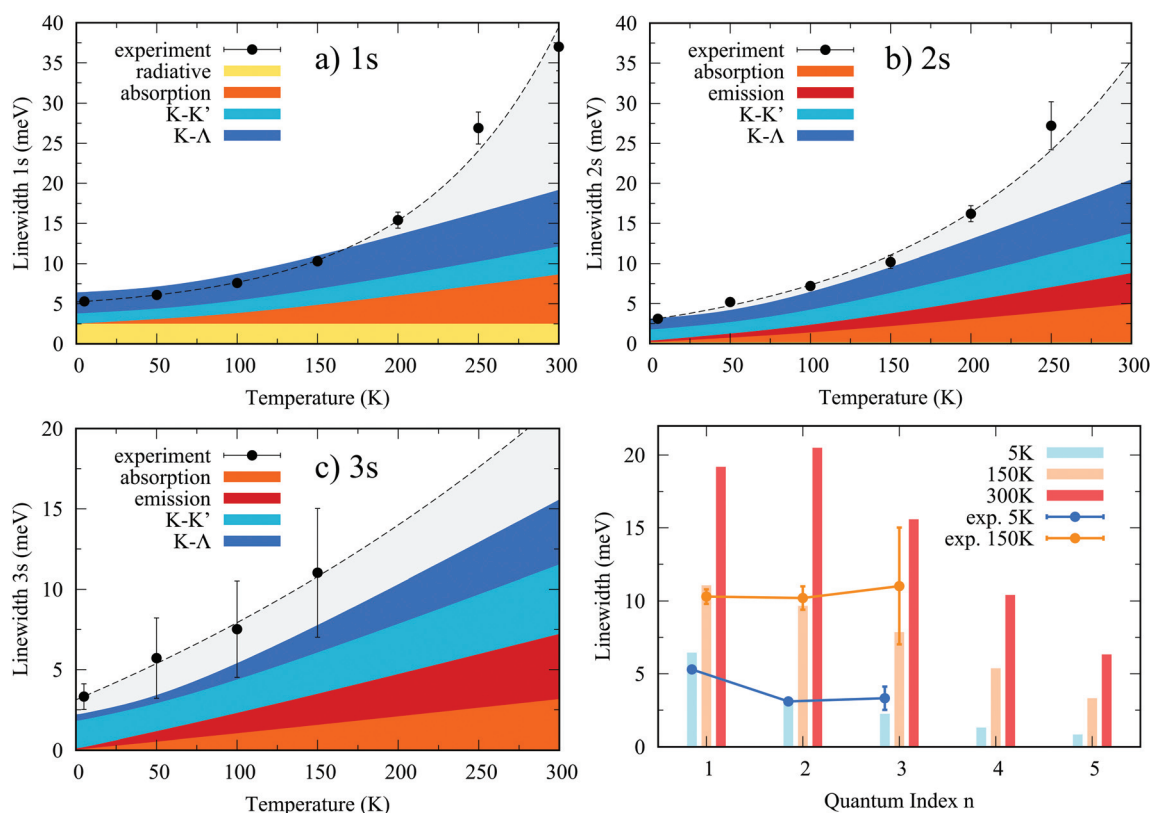 a) 1s
experiment
radiative
absorption
K-K'
K-Λ
Linewidth 1s (meV)
40
35
30
25
20
15
10
5
0
0 50 100 150 200 250 300
Temperature (K)
b) 2s
experiment
absorption
emission
K-K'
K-Λ
Linewidth 2s (meV)
40
35
30
25
20
15
10
5
0
0 50 100 150 200 250 300
Temperature (K)
c) 3s
experiment
absorption
emission
K-K'
K-Λ
Linewidth 3s (meV)
20
15
10
5
0
0 50 100 150 200 250 300
Temperature (K)
5K
150K
300K
exp. 5K
exp. 150K
Linewidth (meV)
20
15
10
5
0
1 2 3 4 5
Quantum Index n